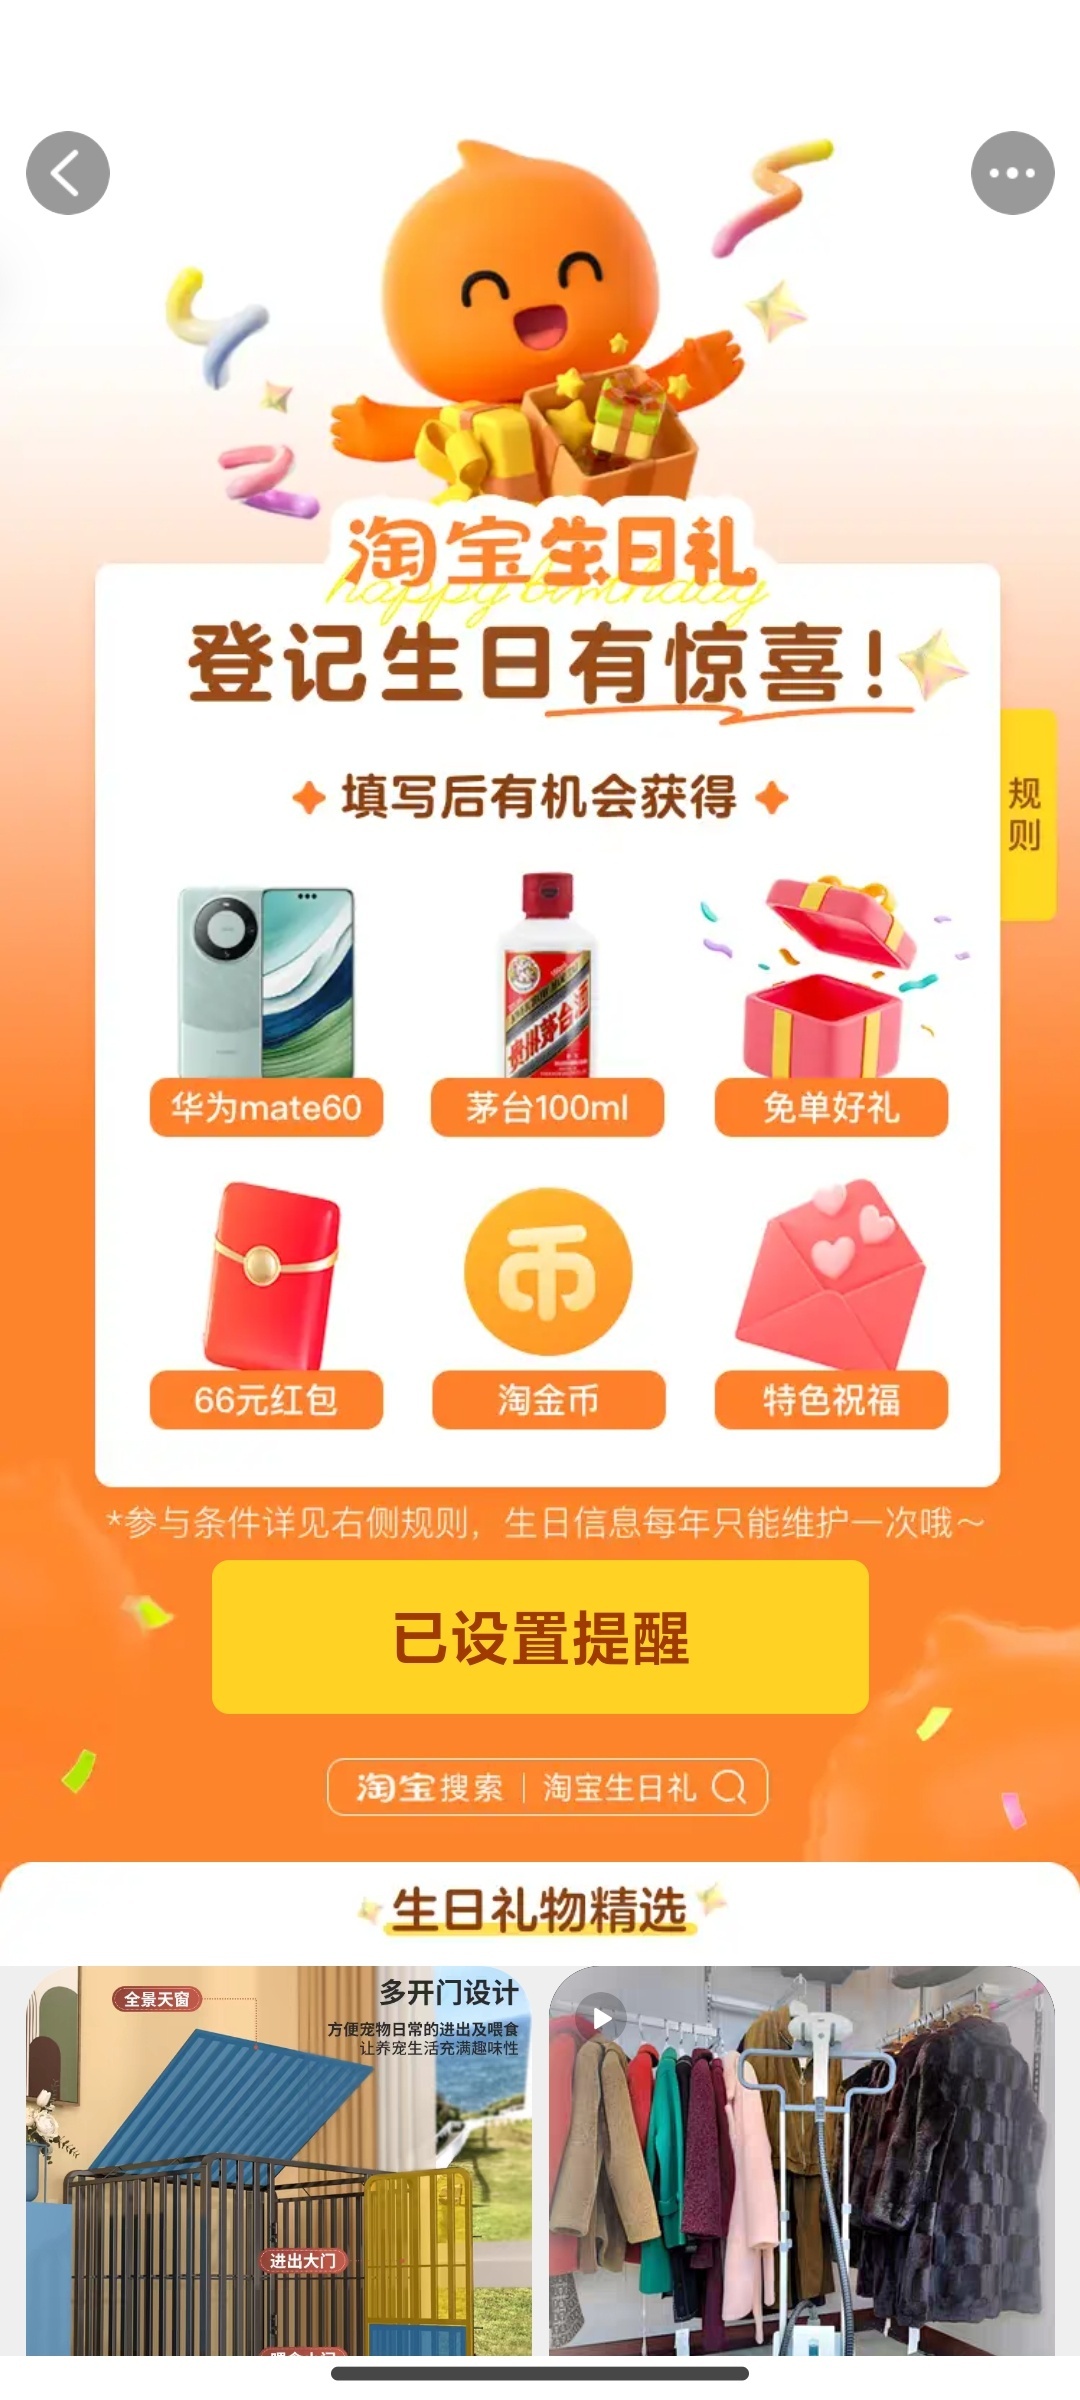 淘宝生日礼
happy birthday
登记生日有惊喜！
填写后有机会获得
规则
贵州茅台酒
华为mate60
茅台100ml
免单好礼
币
66元红包
淘金币
特色祝福
*参与条件详见右侧规则，生日信息每年只能维护一次哦～
已设置提醒
淘宝搜索｜淘宝生日礼
生日礼物精选
全景天窗
多开门设计
方便宠物日常的进出及喂食
让养宠生活充满趣味性
进出大门